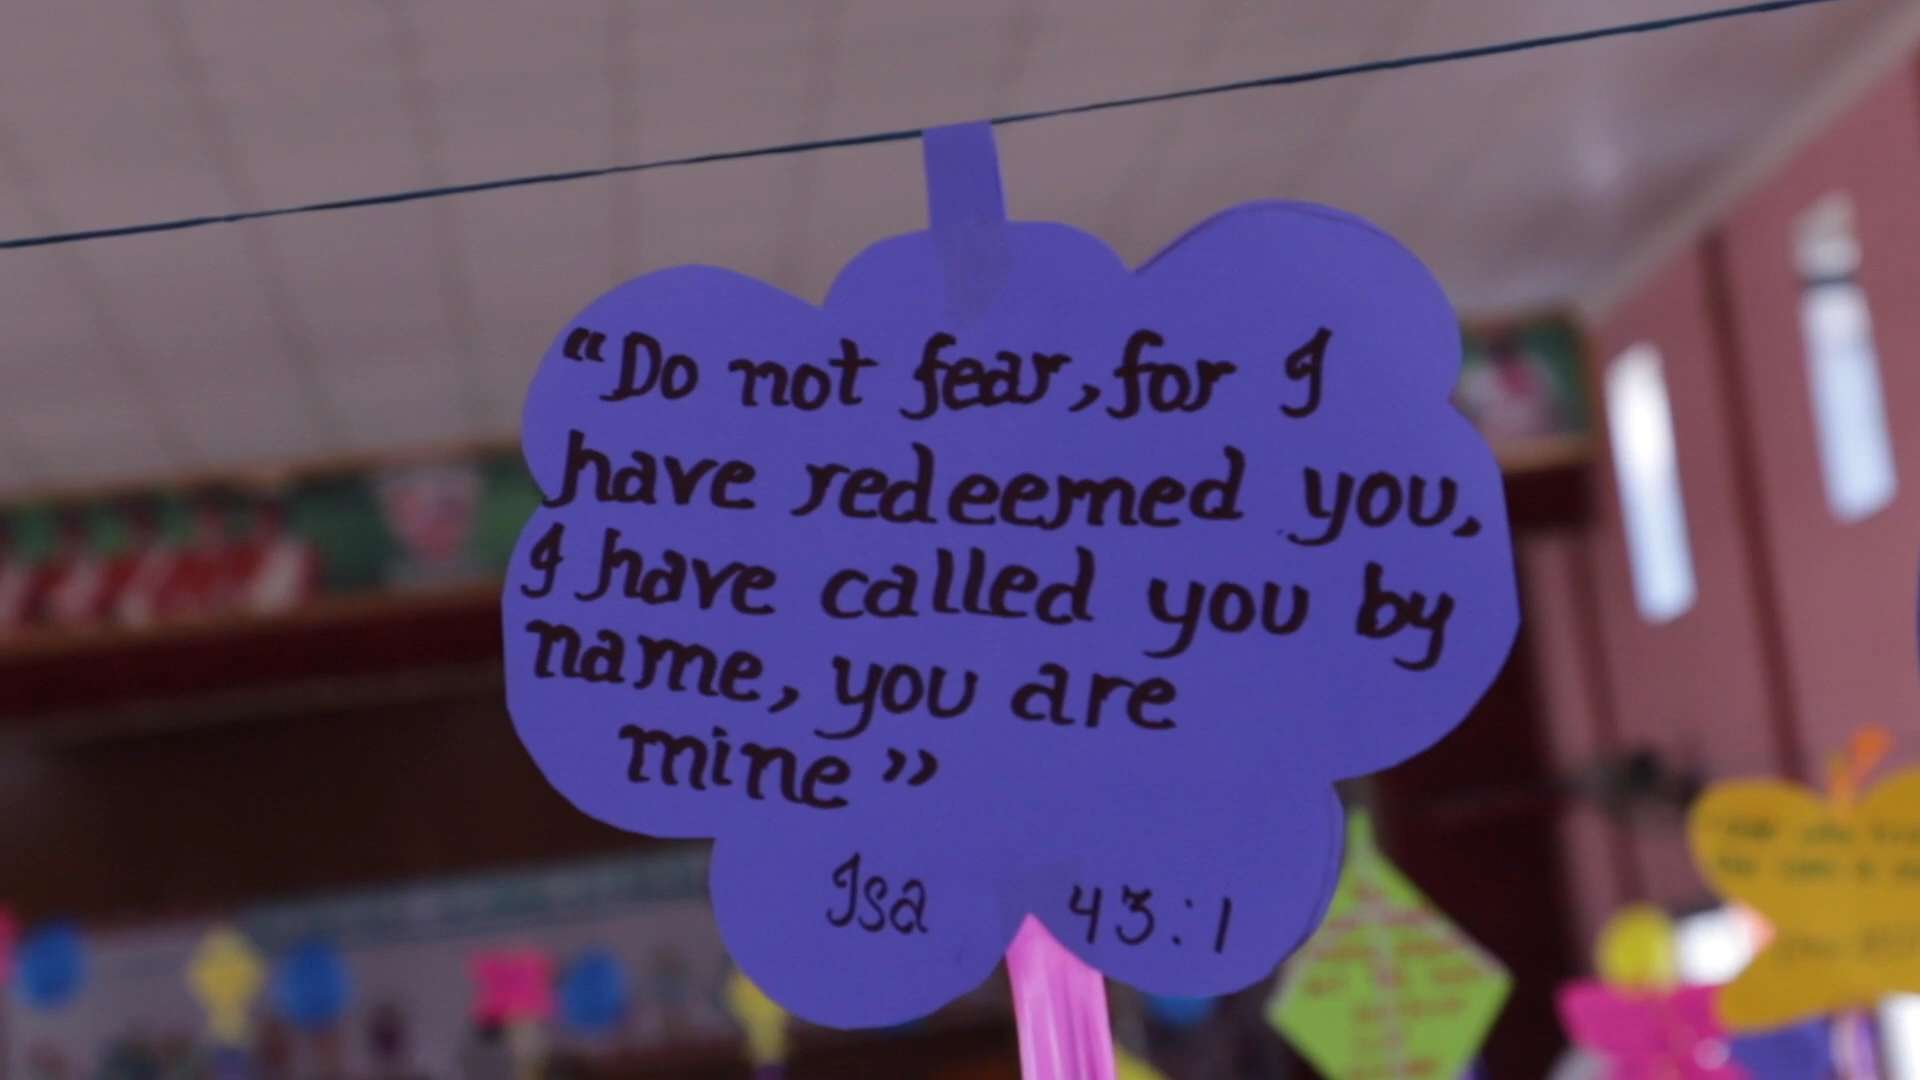 “Do not fear, for I
have redeemed you,
I have called you by
name, you are
mine”
Isa 43:1